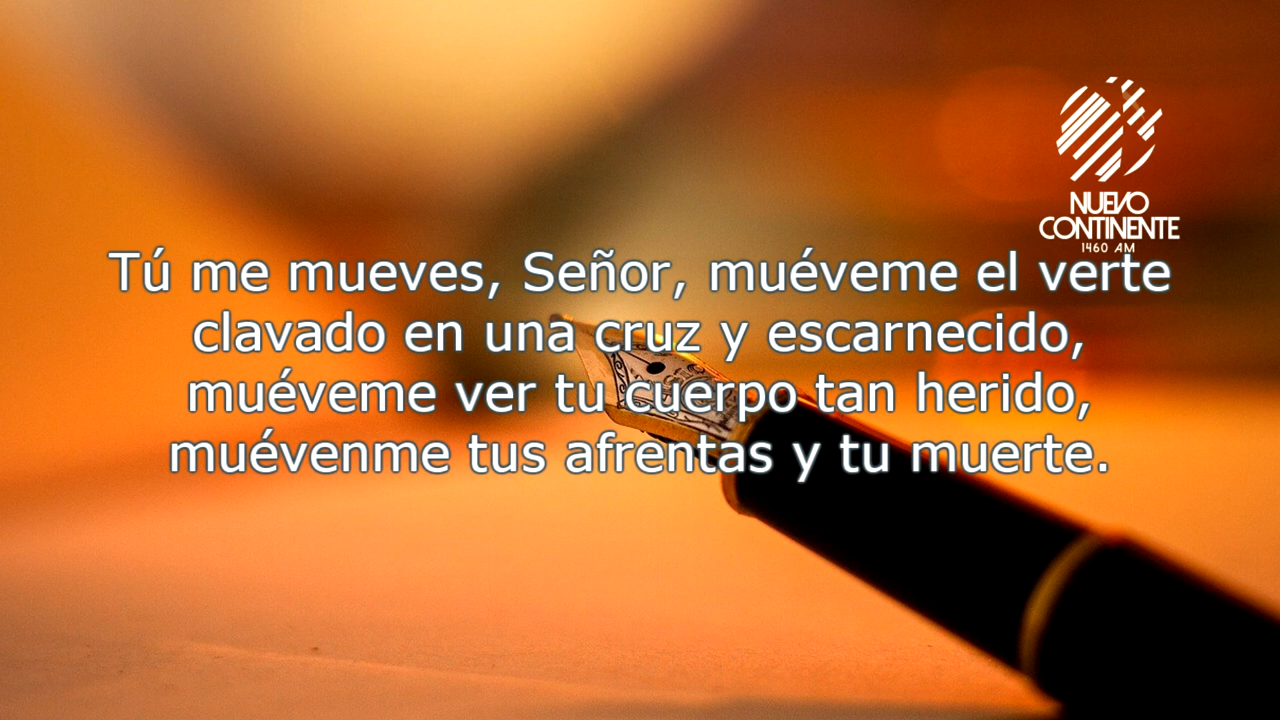 NUEVO
CONTINENTE
1460 AM
Tú me mueves, Señor, muéveme el verte
clavado en una cruz y escarnecido,
muéveme ver tu cuerpo tan herido,
muévenme tus afrentas y tu muerte.